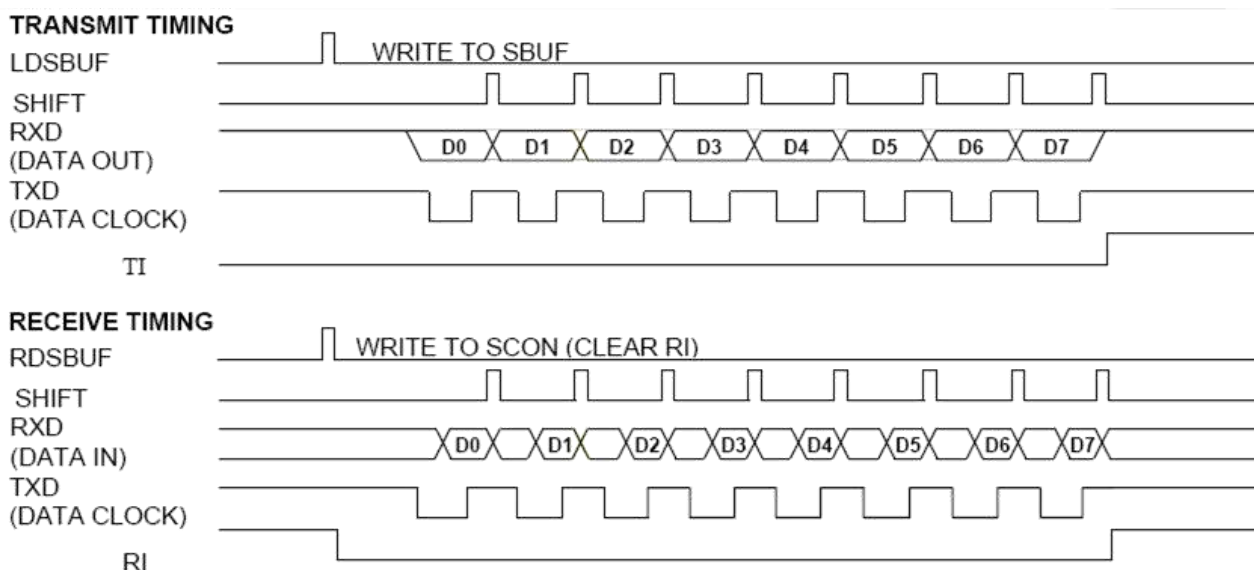 TRANSMIT TIMING
LDSBUF
WRITE TO SBUF
SHIFT
RXD
(DATA OUT)
D0 D1 D2 D3 D4 D5 D6 D7
TXD
(DATA CLOCK)
TI
RECEIVE TIMING
RDSBUF
WRITE TO SCON (CLEAR RI)
SHIFT
RXD
(DATA IN)
D0 D1 D2 D3 D4 D5 D6 D7
TXD
(DATA CLOCK)
RI